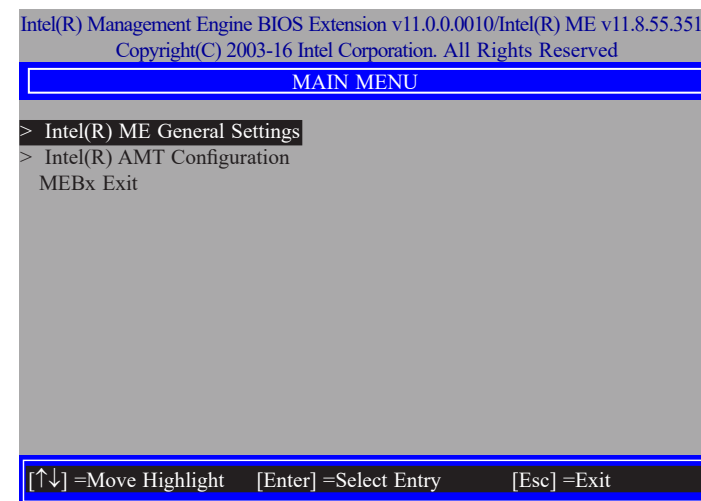 Intel(R) Management Engine BIOS Extension v11.0.0.0010/Intel(R) ME v11.8.55.351
Copyright(C) 2003-16 Intel Corporation. All Rights Reserved
MAIN MENU
> Intel(R) ME General Settings
> Intel(R) AMT Configuration
MEBx Exit
[↑↓] =Move Highlight [Enter] =Select Entry [Esc] =Exit